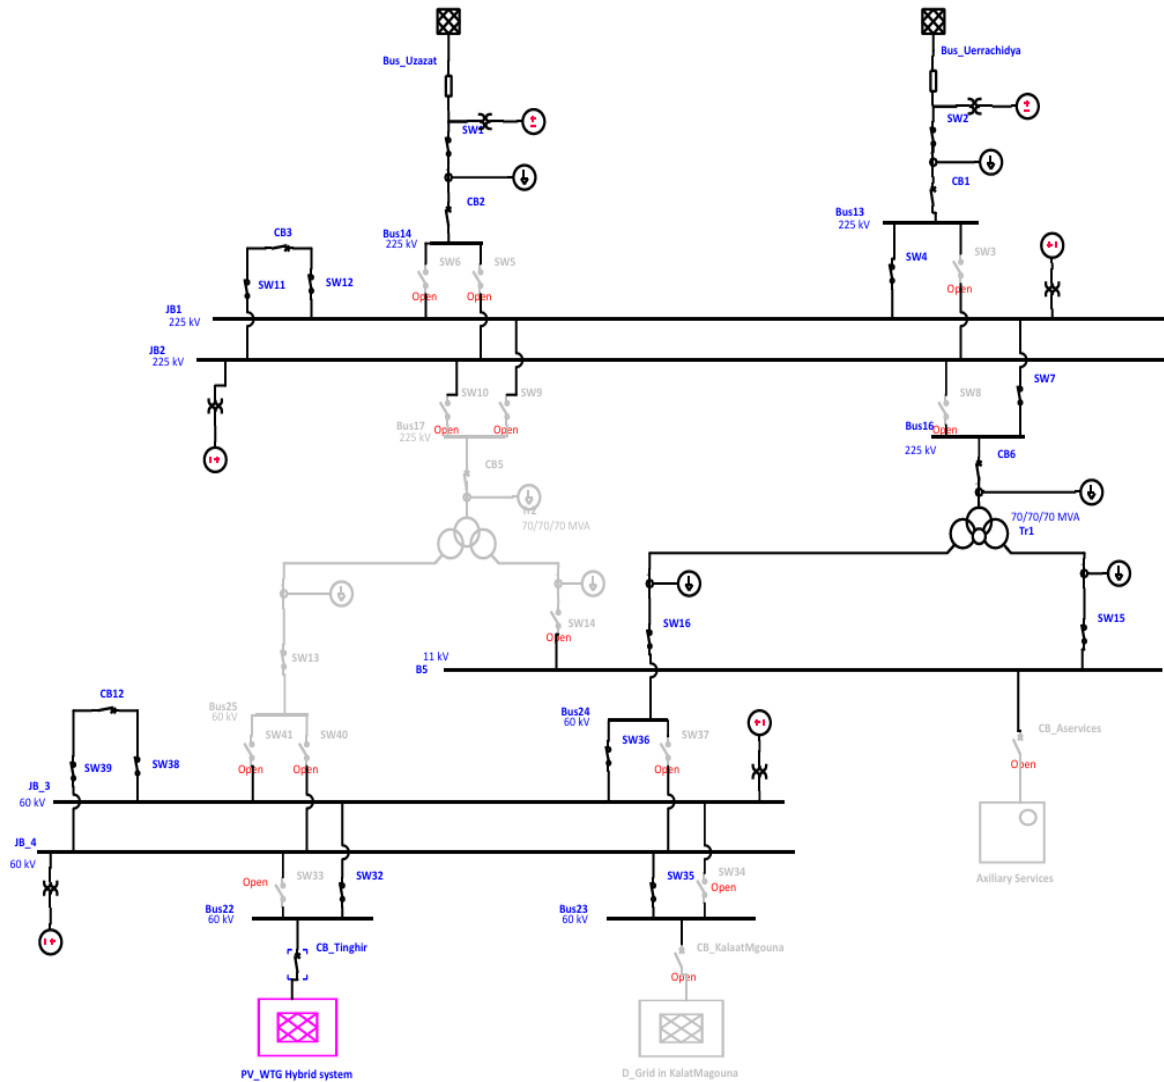 Bus_Uzazat
Bus_Uerrachidya
SW1
SW2
CB2
CB1
Bus14
225 kV
Bus13
225 kV
CB3
SW11
SW12
SW6
SW5
Open
Open
SW4
SW3
Open
JB1
225 kV
JB2
225 kV
SW10
SW9
Open
Open
Bus17
225 kV
SW8
SW7
Open
Bus16
225 kV
CB5
CB6
Tr2
70/70/70 MVA
70/70/70 MVA
Tr1
SW14
Open
SW13
SW16
SW15
11 kV
B5
CB12
SW39
SW38
Bus25
60 kV
SW41
SW40
Open
Open
Bus24
60 kV
SW36
SW37
Open
CB_Aservices
Open
JB_3
60 kV
JB_4
60 kV
Axiliary Services
Open
SW33
SW32
SW35
SW34
Open
Bus22
60 kV
Bus23
60 kV
CB_Tinghir
CB_KalaatMgouna
Open
PV_WTG Hybrid system
D_Grid in KalatMagouna